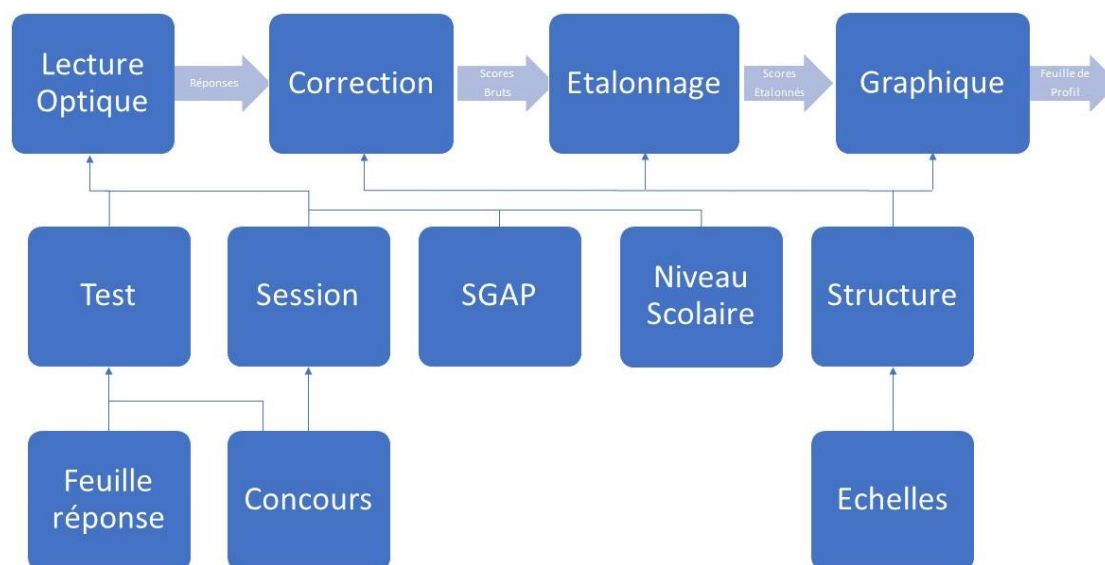 Lecture
Optique
Réponses
Correction
Scores
Bruts
Etalonnage
Scores
Etalonnés
Graphique
Feuille de
Profil
Test
Session
SGAP
Niveau
Scolaire
Structure
Feuille
réponse
Concours
Echelles